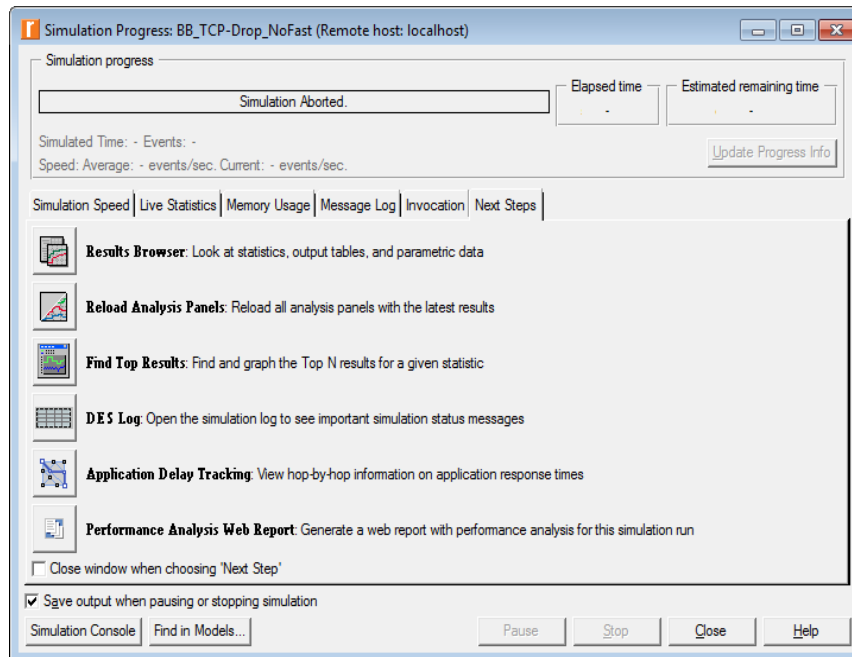 Simulation Progress: BB_TCP-Drop_NoFast (Remote host: localhost)
Simulation progress
Simulation Aborted.
Elapsed time
-
Estimated remaining time
-
Simulated Time: - Events: -
Speed: Average: - events/sec. Current: - events/sec.
Update Progress Info
Simulation Speed Live Statistics Memory Usage Message Log Invocation Next Steps
Results Browser: Look at statistics, output tables, and parametric data
Reload Analysis Panels: Reload all analysis panels with the latest results
Find Top Results: Find and graph the Top N results for a given statistic
DES Log: Open the simulation log to see important simulation status messages
Application Delay Tracking: View hop-by-hop information on application response times
Performance Analysis Web Report: Generate a web report with performance analysis for this simulation run
Close window when choosing 'Next Step'
Save output when pausing or stopping simulation
Simulation Console Find in Models... Pause Stop Close Help